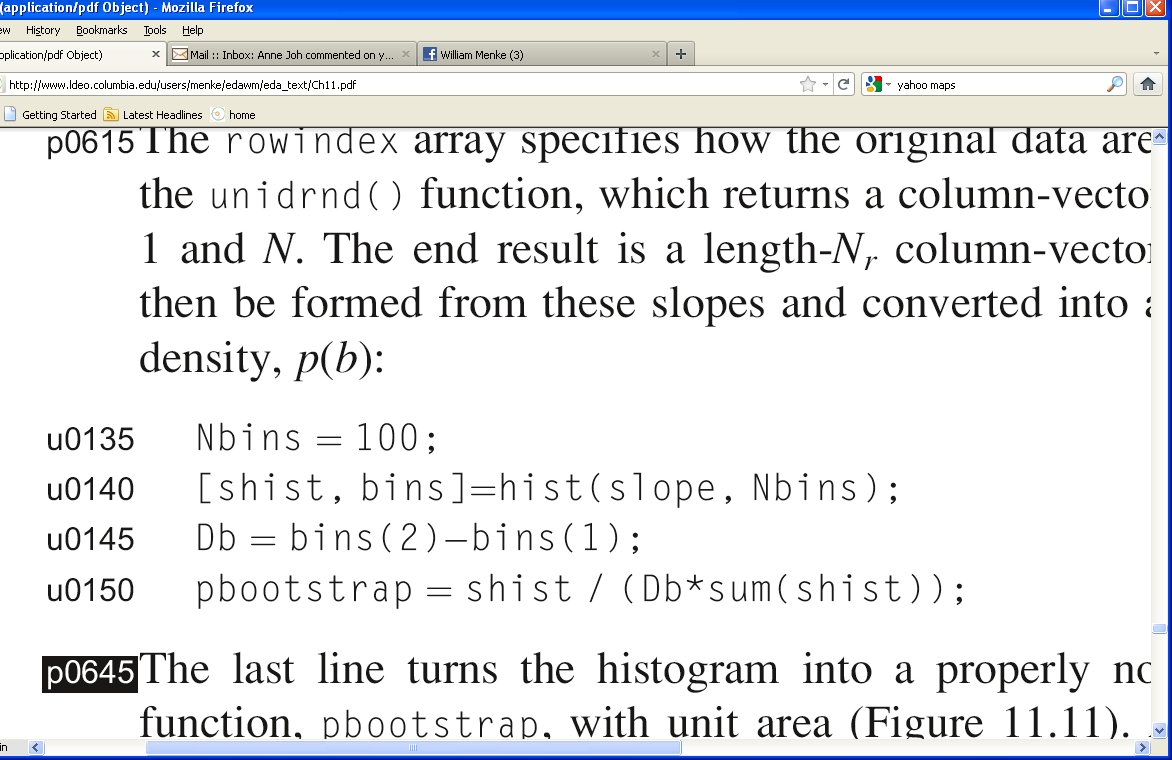 (application/pdf Object) - Mozilla Firefox
ew History Bookmarks Tools Help
pplication/pdf Object) Mail :: Inbox: Anne Joh commented on y... William Menke (3)
http://www.ldeo.columbia.edu/users/menke/edawm/eda_text/Ch11.pdf yahoo maps
Getting Started Latest Headlines home
p0615 The rowindex array specifies how the original data are
the unidrnd() function, which returns a column-vecto
1 and N. The end result is a length-Nr column-vecto
then be formed from these slopes and converted into a
density, p(b):
u0135 Nbins = 100;
u0140 [shist, bins]=hist(slope, Nbins);
u0145 Db = bins(2)–bins(1);
u0150 pbootstrap = shist / (Db*sum(shist));
p0645 The last line turns the histogram into a properly no
function, pbootstrap, with unit area (Figure 11.11).
in